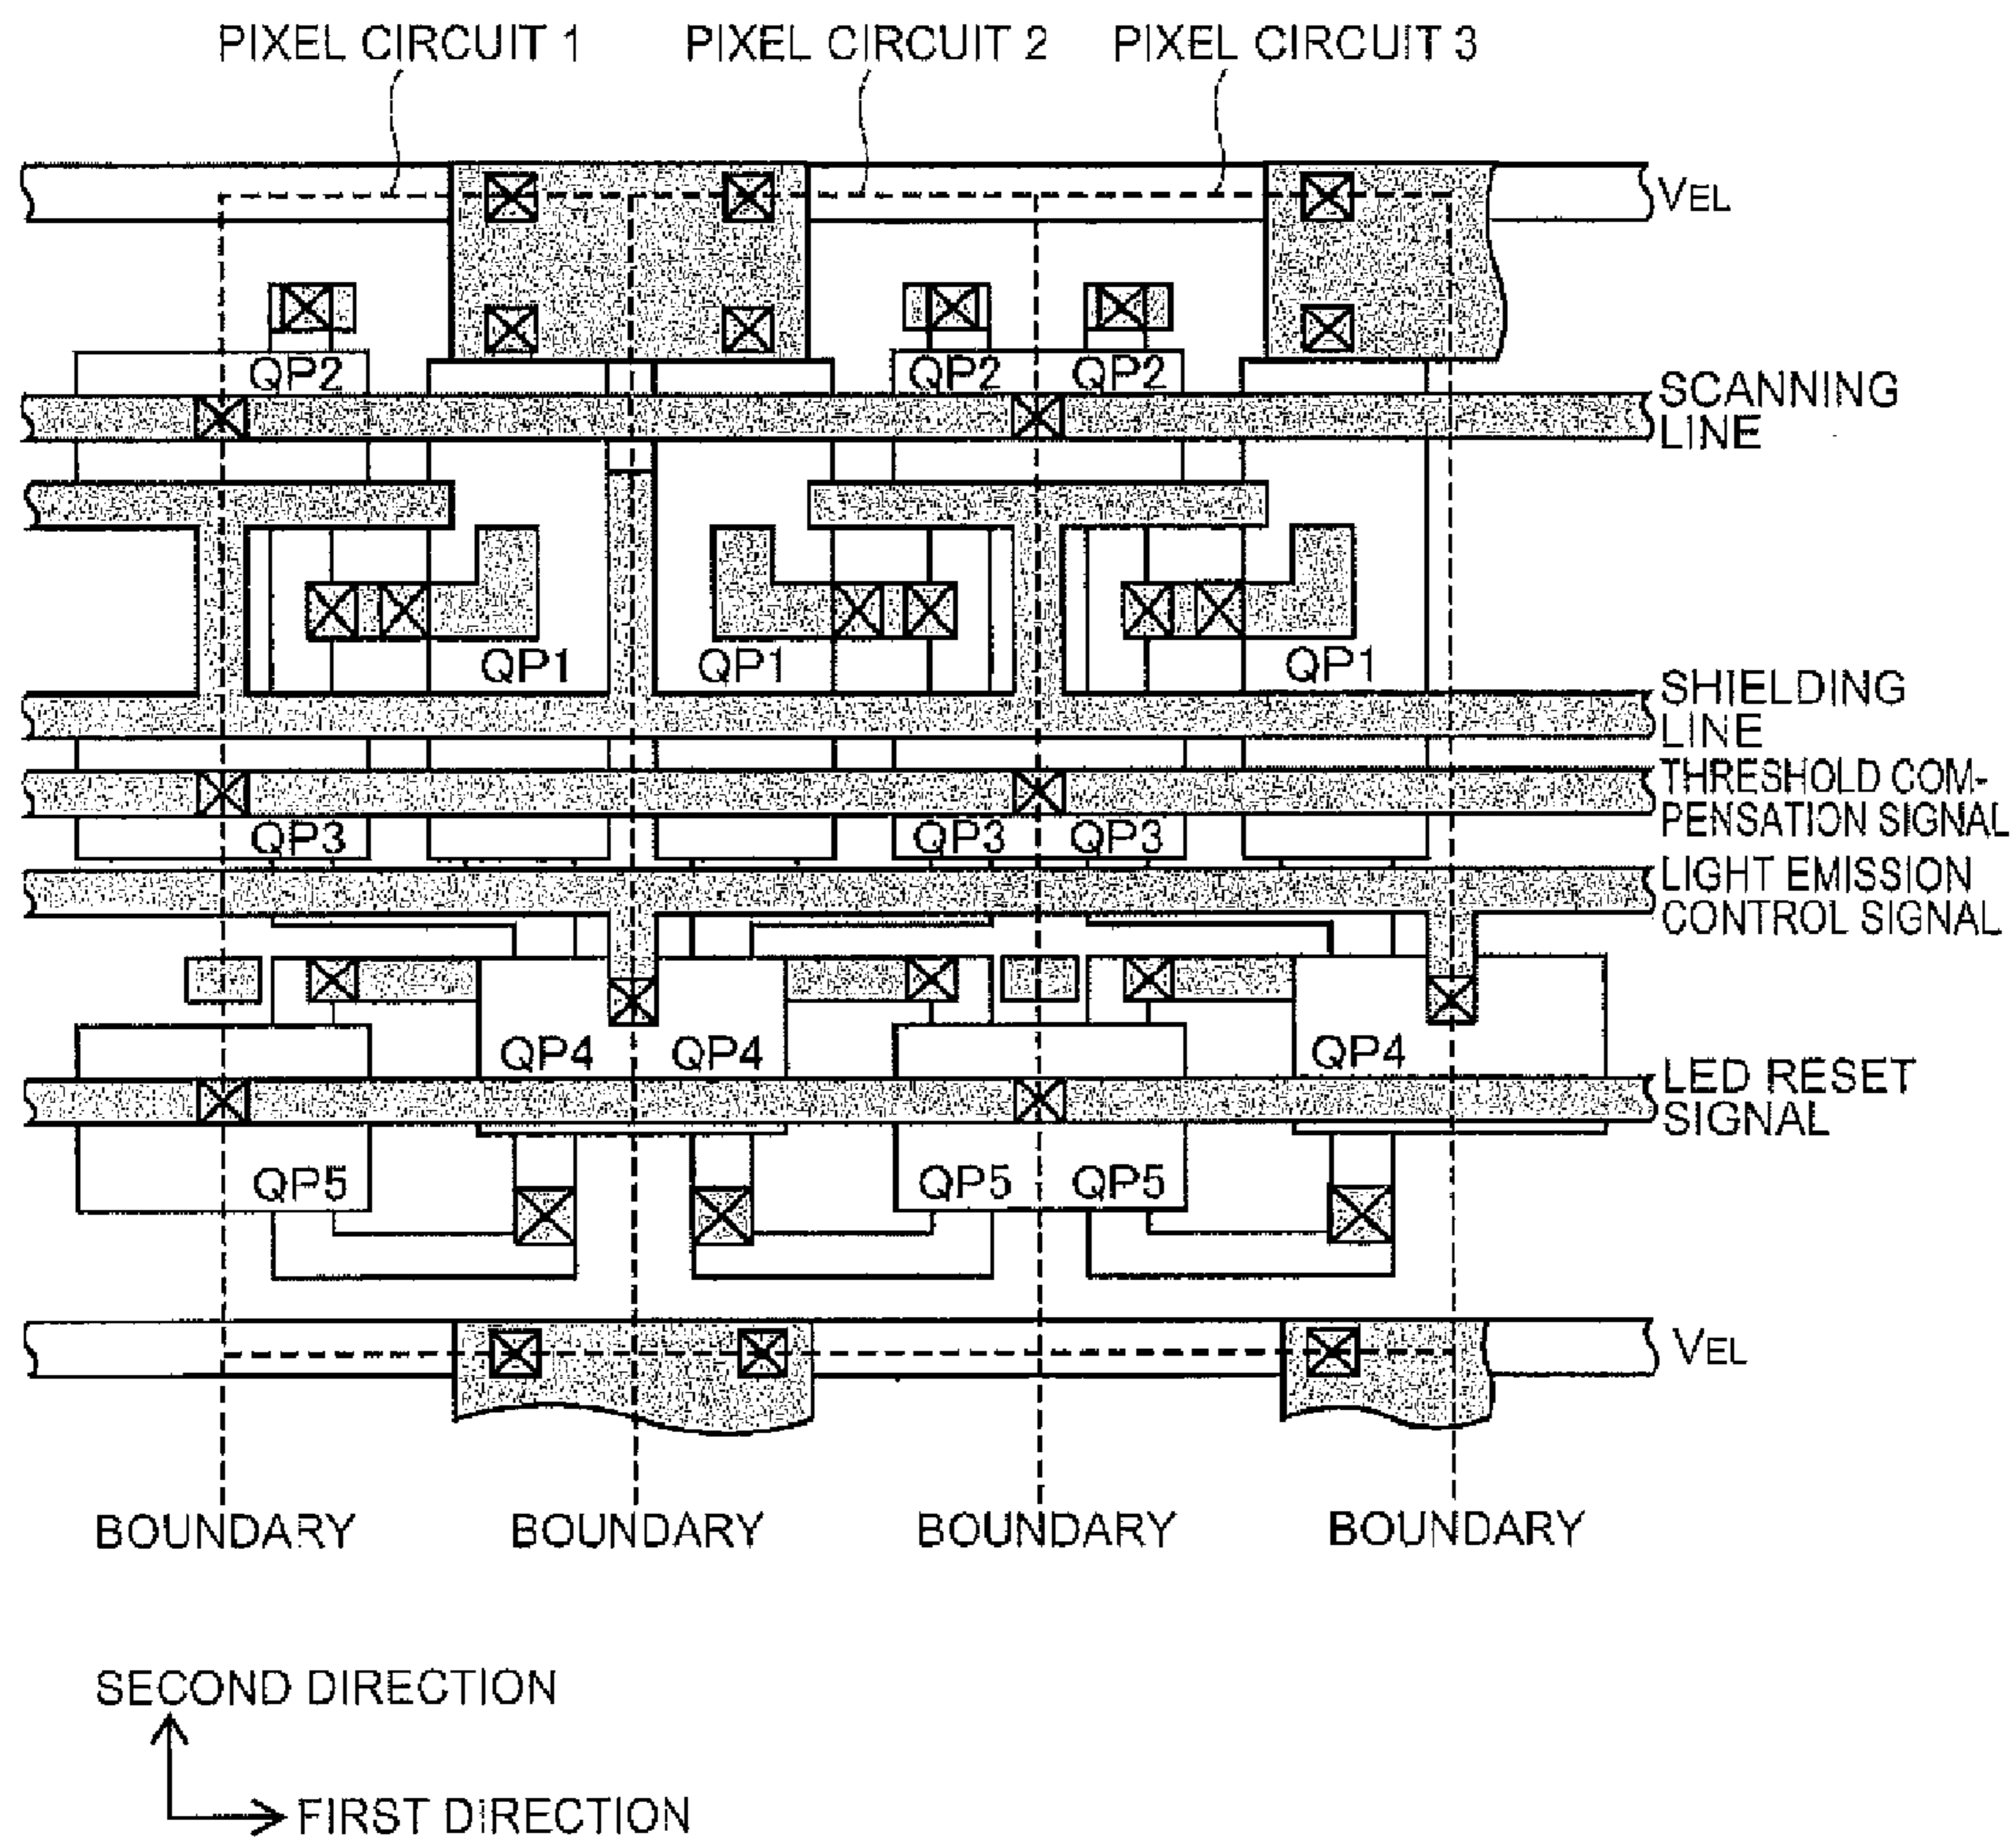 PIXEL CIRCUIT 1 PIXEL CIRCUIT 2 PIXEL CIRCUIT 3
VEL
QP2 QP2 QP2
SCANNING
LINE
QP1 QP1 QP1
SHIELDING
LINE
THRESHOLD COM-
PENSATION SIGNAL
QP3 QP3 QP3
LIGHT EMISSION
CONTROL SIGNAL
QP4 QP4 QP4
LED RESET
SIGNAL
QP5 QP5 QP5
VEL
BOUNDARY BOUNDARY BOUNDARY BOUNDARY
SECOND DIRECTION
FIRST DIRECTION